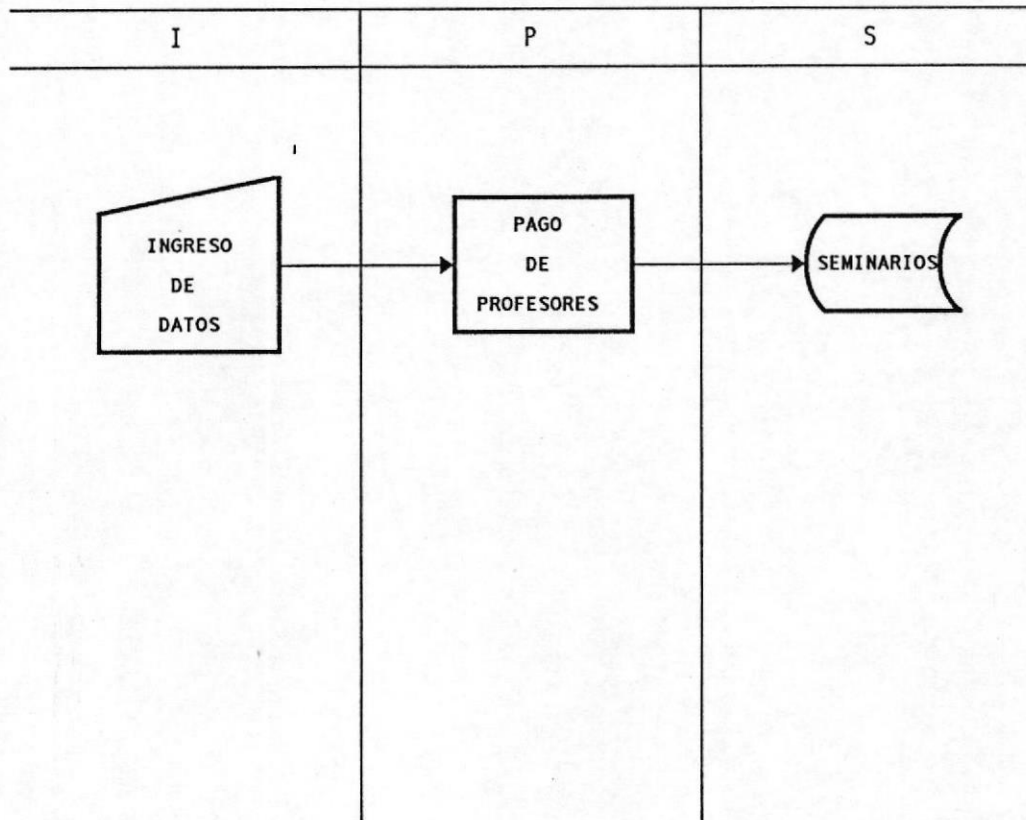 I P S
INGRESO
DE
DATOS
PAGO
DE
PROFESORES
SEMINARIOS